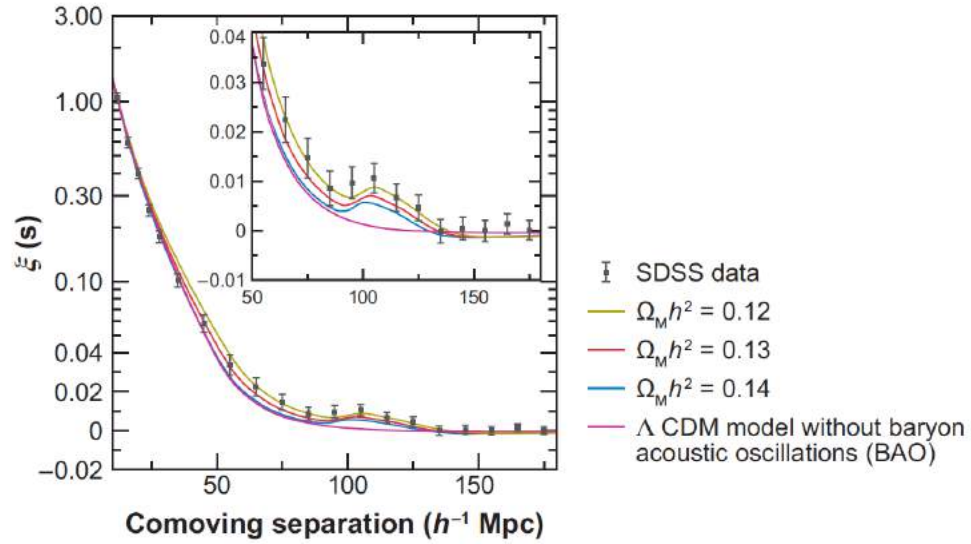 3.00
1.00
0.30
0.10
0.04
0.02
0
−0.02
ξ (s)
50
100
150
Comoving separation (h⁻¹ Mpc)
0.04
0.03
0.02
0.01
0
−0.01
50
100
150
SDSS data
Ω_M h² = 0.12
Ω_M h² = 0.13
Ω_M h² = 0.14
Λ CDM model without baryon
acoustic oscillations (BAO)